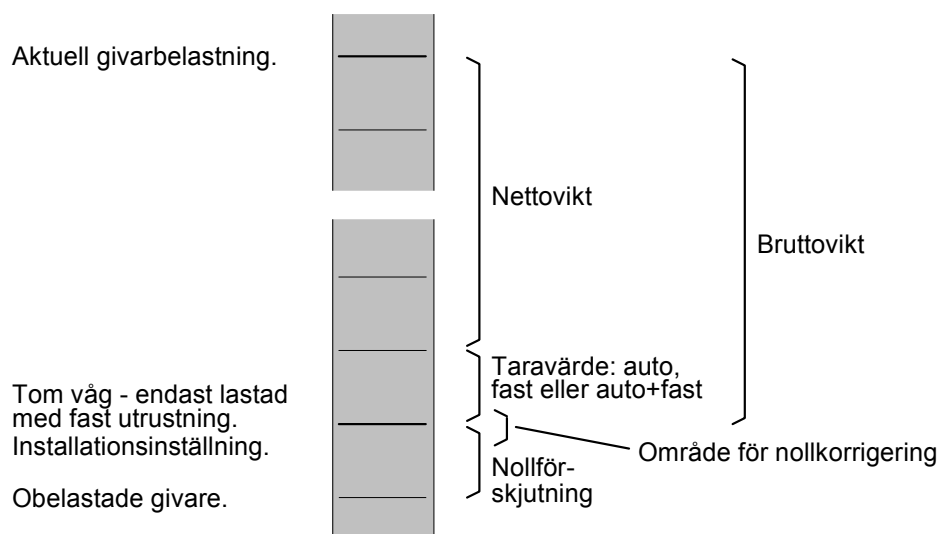 Aktuell givarbelastning.
Nettovikt
Bruttovikt
Taravärde: auto,
fast eller auto+fast
Tom våg - endast lastad
med fast utrustning.
Installationsinställning.
Område för nollkorrigering
Nollför-
skjutning
Obelastade givare.